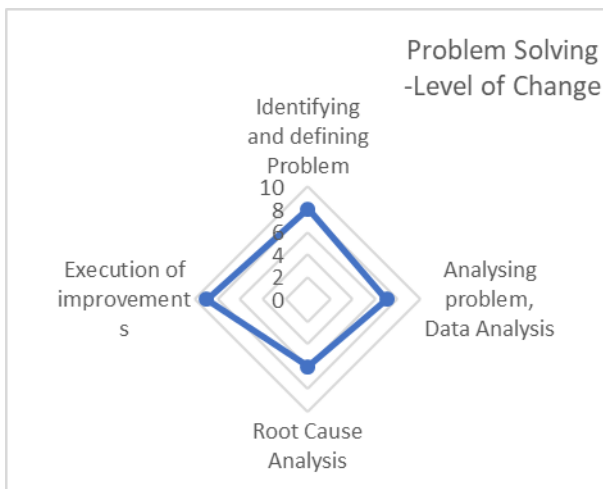 Problem Solving
-Level of Change
Identifying
and defining
Problem
10
8
6
4
2
0
Execution of
improvement
s
Analysing
problem,
Data Analysis
Root Cause
Analysis